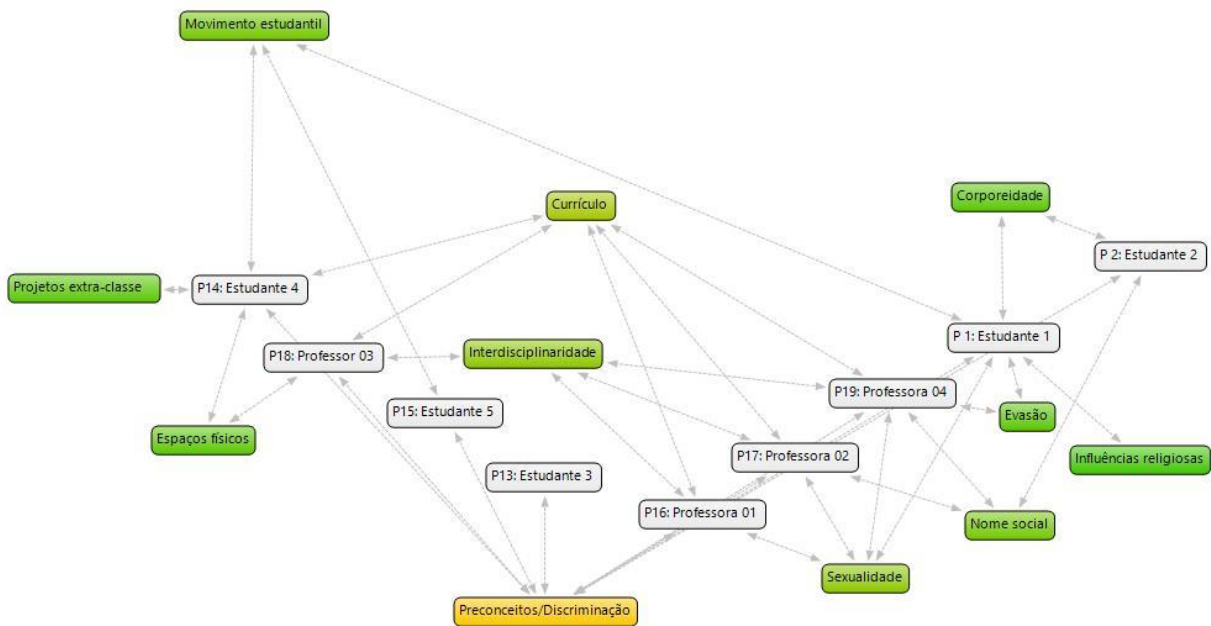 Movimento estudantil
Corporeidade
Currículo
P 2: Estudante 2
Projetos extra-classe
P14: Estudante 4
P 1: Estudante 1
P18: Professor 03
Interdisciplinaridade
P19: Professora 04
P15: Estudante 5
Evasão
Espaços físicos
P17: Professora 02
Influências religiosas
P13: Estudante 3
P16: Professora 01
Nome social
Sexualidade
Preconceitos/Discriminação